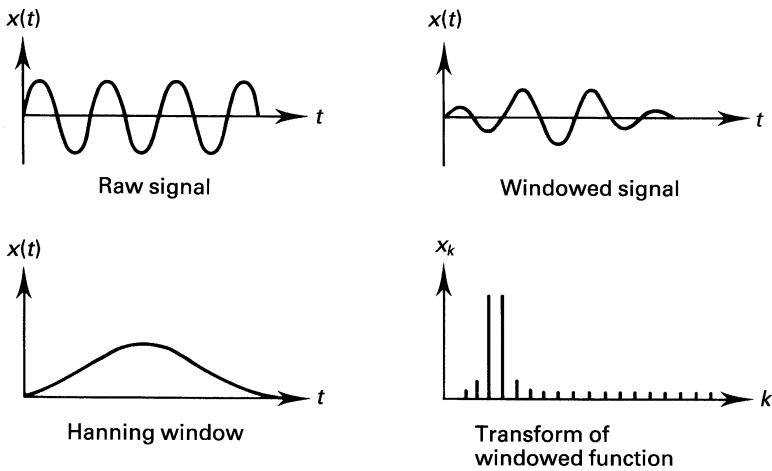 x(t)
t
Raw signal
x(t)
t
Windowed signal
x(t)
t
Hanning window
x_k
k
Transform of
windowed function